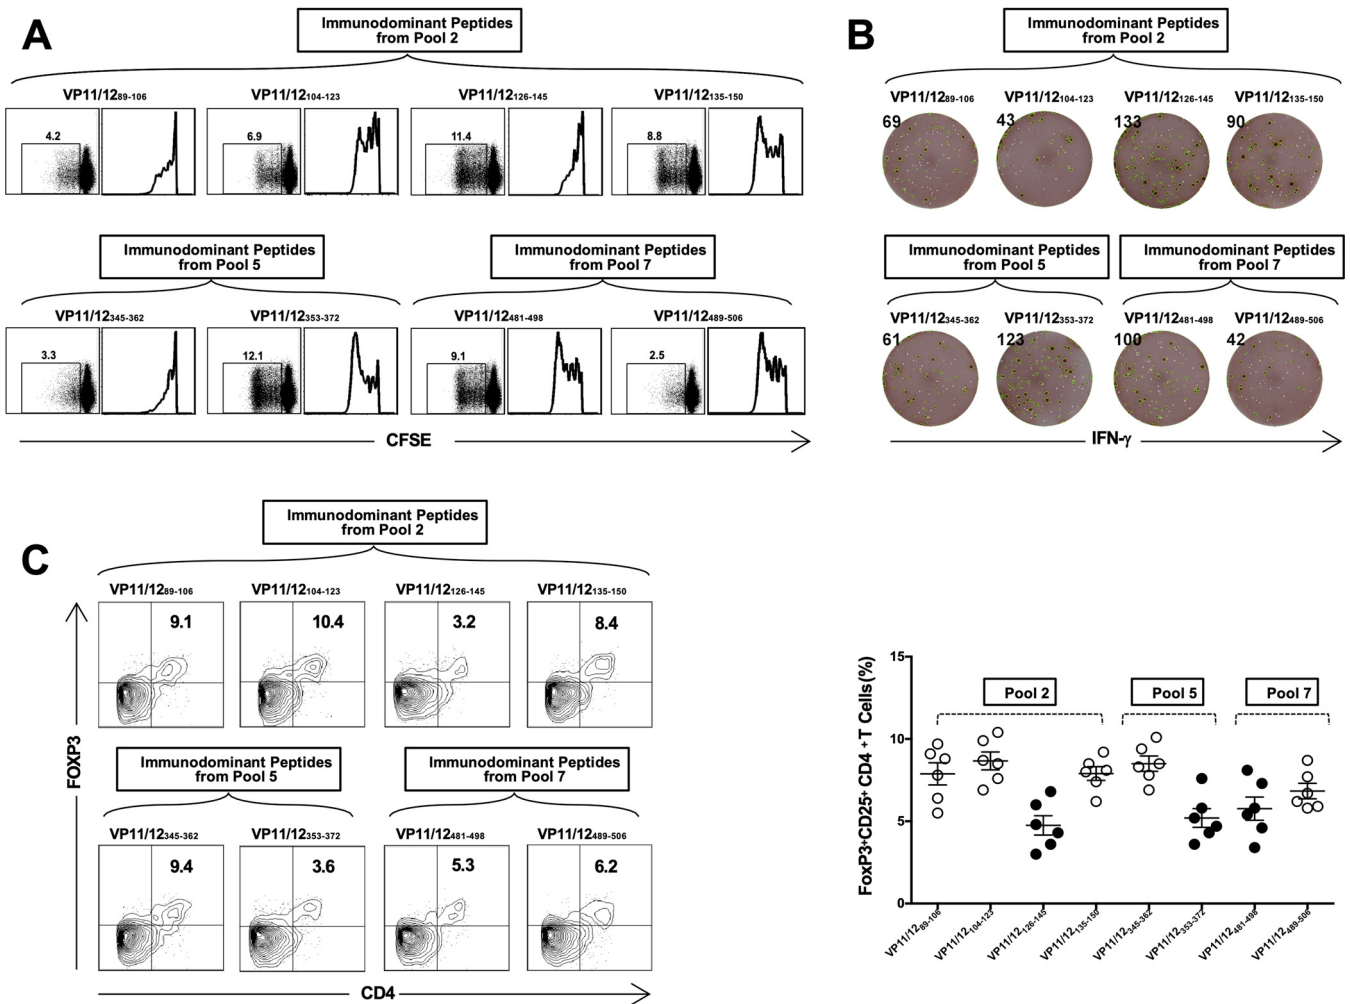 A
Immunodominant Peptides
from Pool 2
VP11/12₈₉₋₁₀₆ VP11/12₁₀₄₋₁₂₃ VP11/12₁₂₆₋₁₄₅ VP11/12₁₃₅₋₁₅₀
4.2 6.9 11.4 8.8
Immunodominant Peptides
from Pool 5
Immunodominant Peptides
from Pool 7
VP11/12₃₄₅₋₃₆₂ VP11/12₃₅₃₋₃₇₂ VP11/12₄₈₁₋₄₉₈ VP11/12₄₈₉₋₅₀₆
3.3 12.1 9.1 2.5
CFSE
B
Immunodominant Peptides
from Pool 2
VP11/12₈₉₋₁₀₆ VP11/12₁₀₄₋₁₂₃ VP11/12₁₂₆₋₁₄₅ VP11/12₁₃₅₋₁₅₀
69 43 133 90
Immunodominant Peptides
from Pool 5
Immunodominant Peptides
from Pool 7
VP11/12₃₄₅₋₃₆₂ VP11/12₃₅₃₋₃₇₂ VP11/12₄₈₁₋₄₉₈ VP11/12₄₈₉₋₅₀₆
61 123 100 42
IFN-γ
C
Immunodominant Peptides
from Pool 2
VP11/12₈₉₋₁₀₆ VP11/12₁₀₄₋₁₂₃ VP11/12₁₂₆₋₁₄₅ VP11/12₁₃₅₋₁₅₀
9.1 10.4 3.2 8.4
Immunodominant Peptides
from Pool 5
Immunodominant Peptides
from Pool 7
VP11/12₃₄₅₋₃₆₂ VP11/12₃₅₃₋₃₇₂ VP11/12₄₈₁₋₄₉₈ VP11/12₄₈₉₋₅₀₆
9.4 3.6 5.3 6.2
FOXP3
CD4
FoxP3+CD25+ CD4 +T Cells(%)
15
10
5
0
Pool 2 Pool 5 Pool 7
VP11/12₈₉₋₁₀₆
VP11/12₁₀₄₋₁₂₃
VP11/12₁₂₆₋₁₄₅
VP11/12₁₃₅₋₁₅₀
VP11/12₃₄₅₋₃₆₂
VP11/12₃₅₃₋₃₇₂
VP11/12₄₈₁₋₄₉₈
VP11/12₄₈₉₋₅₀₆